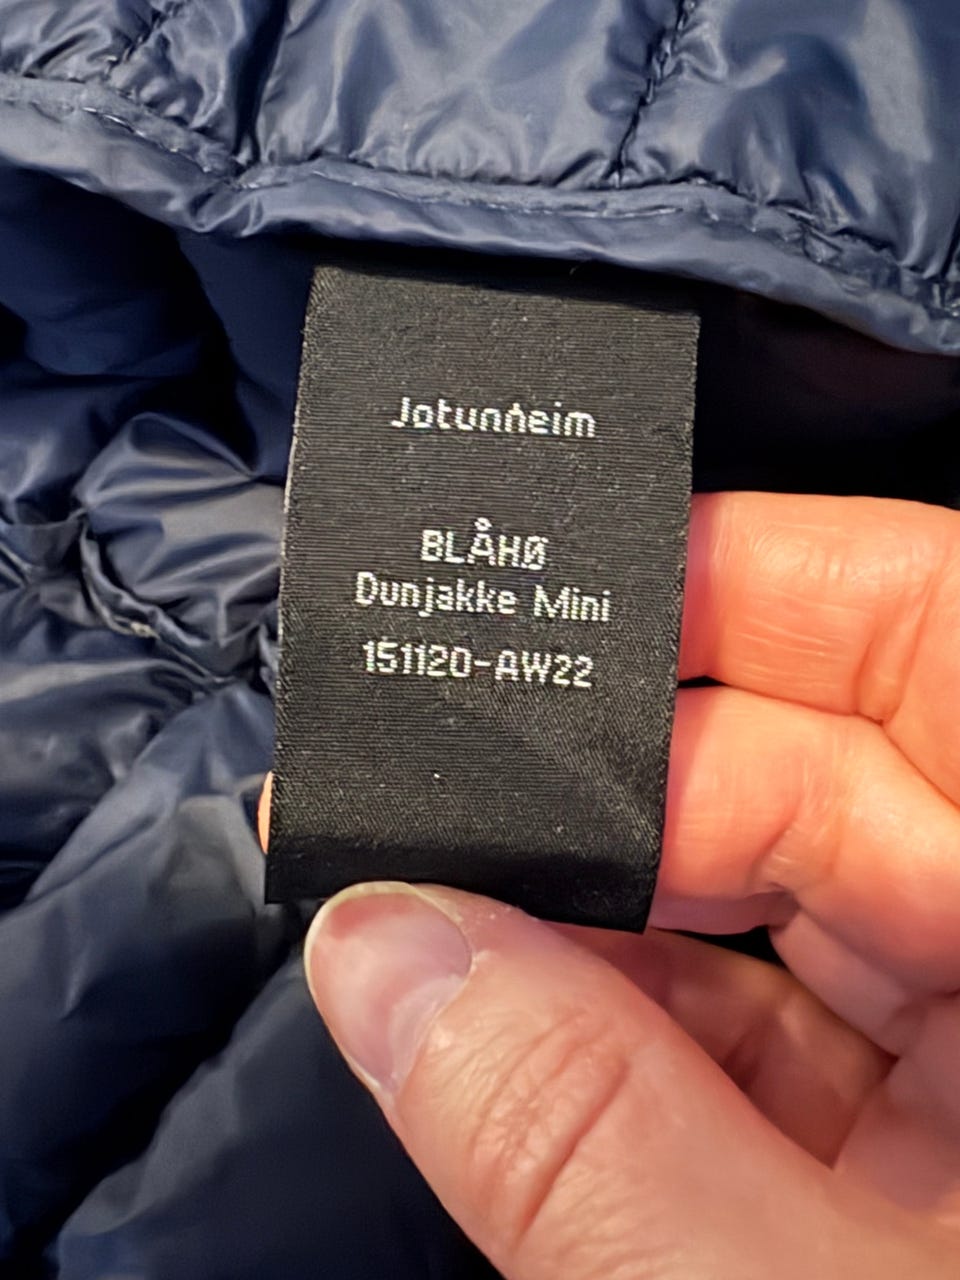 Jotunheim
BLÅHØ
Dunjakke Mini
151120-AW22